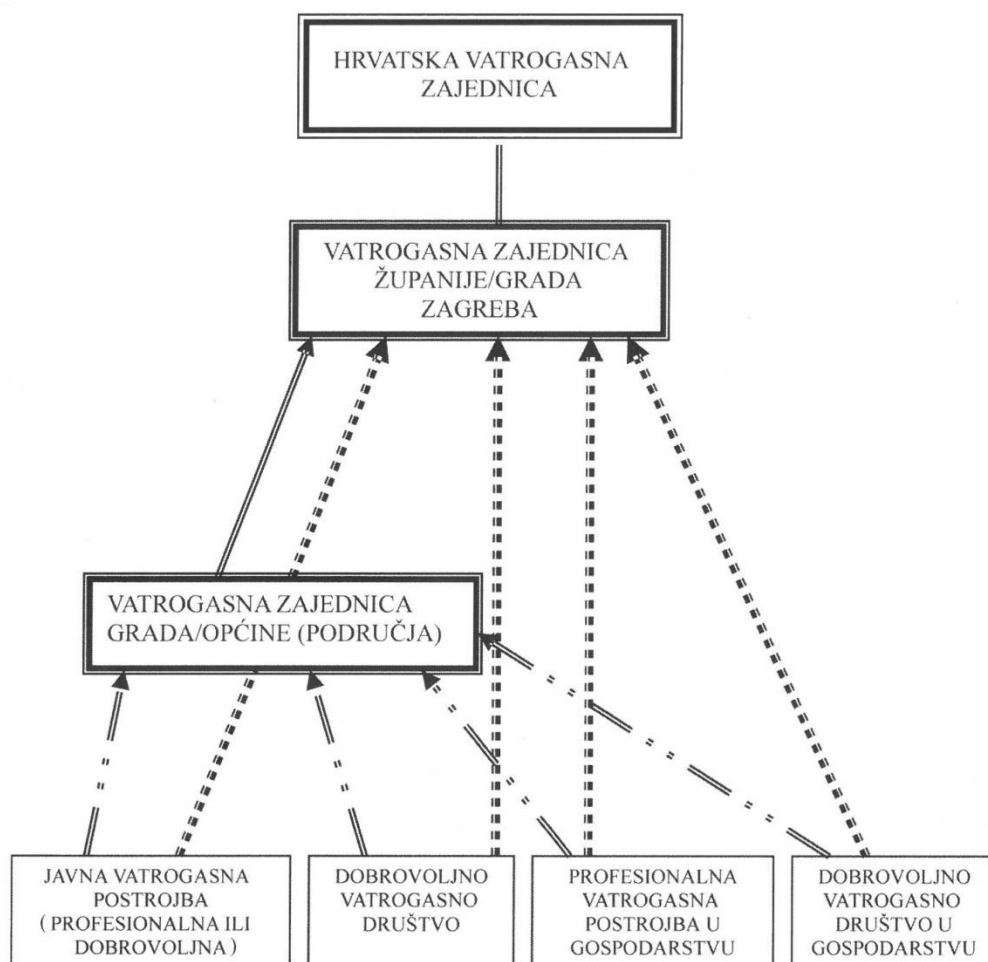 HRVATSKA VATROGASNA
ZAJEDNICA
VATROGASNA ZAJEDNICA
ŽUPANIJE/GRADA
ZAGREBA
VATROGASNA ZAJEDNICA
GRADA/OPĆINE (PODRUČJA)
JAVNA VATROGASNA
POSTROJBA
( PROFESIONALNA ILI
DOBROVOLJNA )
DOBROVOLJNO
VATROGASNO
DRUŠTVO
PROFESIONALNA
VATROGASNA
POSTROJBA U
GOSPODARSTVU
DOBROVOLJNO
VATROGASNO
DRUŠTVO U
GOSPODARSTVU